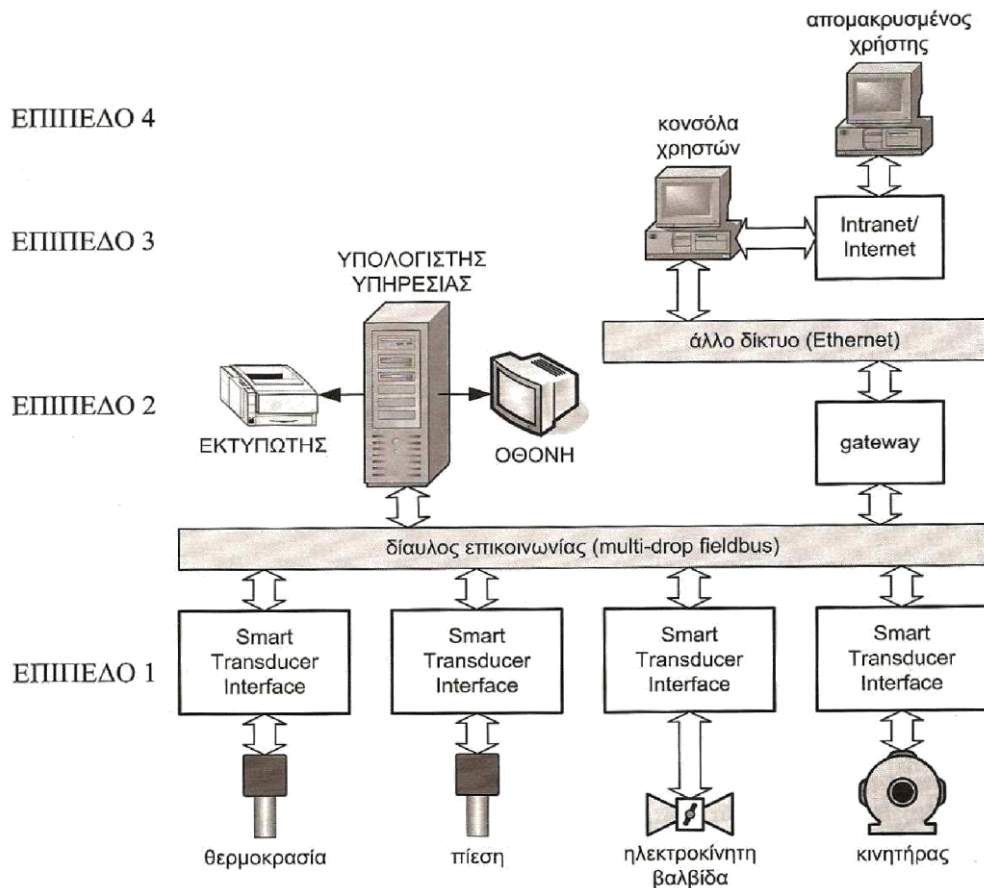 απομακρυσμένος
χρήστης
ΕΠΙΠΕΔΟ 4
κονσόλα
χρηστών
ΕΠΙΠΕΔΟ 3
Intranet/
Internet
ΥΠΟΛΟΓΙΣΤΗΣ
ΥΠΗΡΕΣΙΑΣ
άλλο δίκτυο (Ethernet)
ΕΠΙΠΕΔΟ 2
ΕΚΤΥΠΩΤΗΣ
ΟΘΟΝΗ
gateway
δίαυλος επικοινωνίας (multi-drop fieldbus)
ΕΠΙΠΕΔΟ 1
Smart
Transducer
Interface
Smart
Transducer
Interface
Smart
Transducer
Interface
Smart
Transducer
Interface
θερμοκρασία
πίεση
ηλεκτροκίνητη
βαλβίδα
κινητήρας